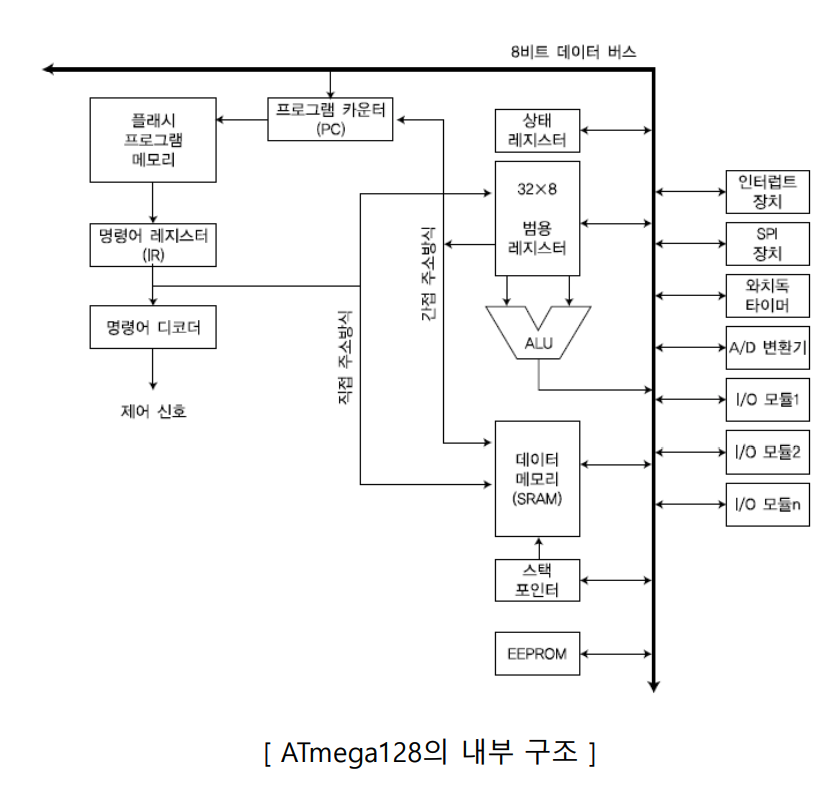 8비트 데이터 버스
플래시
프로그램
메모리
프로그램 카운터
(PC)
상태
레지스터
32×8
범용
레지스터
명령어 레지스터
(IR)
명령어 디코더
제어 신호
직접 주소방식
간접 주소방식
ALU
데이터
메모리
(SRAM)
스택
포인터
EEPROM
인터럽트
장치
SPI
장치
와치독
타이머
A/D 변환기
I/O 모듈1
I/O 모듈2
I/O 모듈n
[ ATmega128의 내부 구조 ]